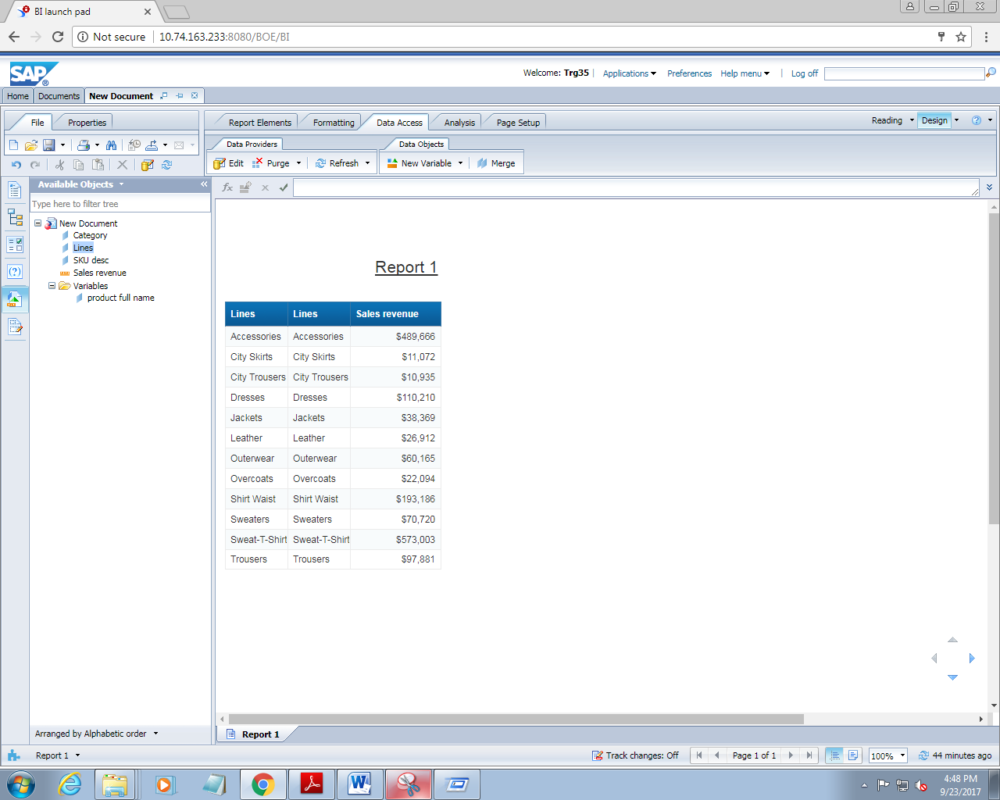 BI launch pad
Not secure 10.74.163.233:8080/BOE/BI
SAP ®
Welcome: Trg35 Applications Preferences Help menu Log off
Home Documents New Document
File Properties
Report Elements Formatting Data Access Analysis Page Setup
Reading Design
Data Providers Data Objects
Edit Purge Refresh New Variable Merge
Available Objects
Type here to filter tree
New Document
Category
Lines
SKU desc
Sales revenue
Variables
product full name
Report 1
Lines Lines Sales revenue
Accessories Accessories $489,666
City Skirts City Skirts $11,072
City Trousers City Trousers $10,935
Dresses Dresses $110,210
Jackets Jackets $38,369
Leather Leather $26,912
Outerwear Outerwear $60,165
Overcoats Overcoats $22,094
Shirt Waist Shirt Waist $193,186
Sweaters Sweaters $70,720
Sweat-T-Shirt Sweat-T-Shirt $573,003
Trousers Trousers $97,881
Arranged by Alphabetic order
Report 1
Report 1 Track changes: Off Page 1 of 1 100% 44 minutes ago
4:48 PM
9/23/2017